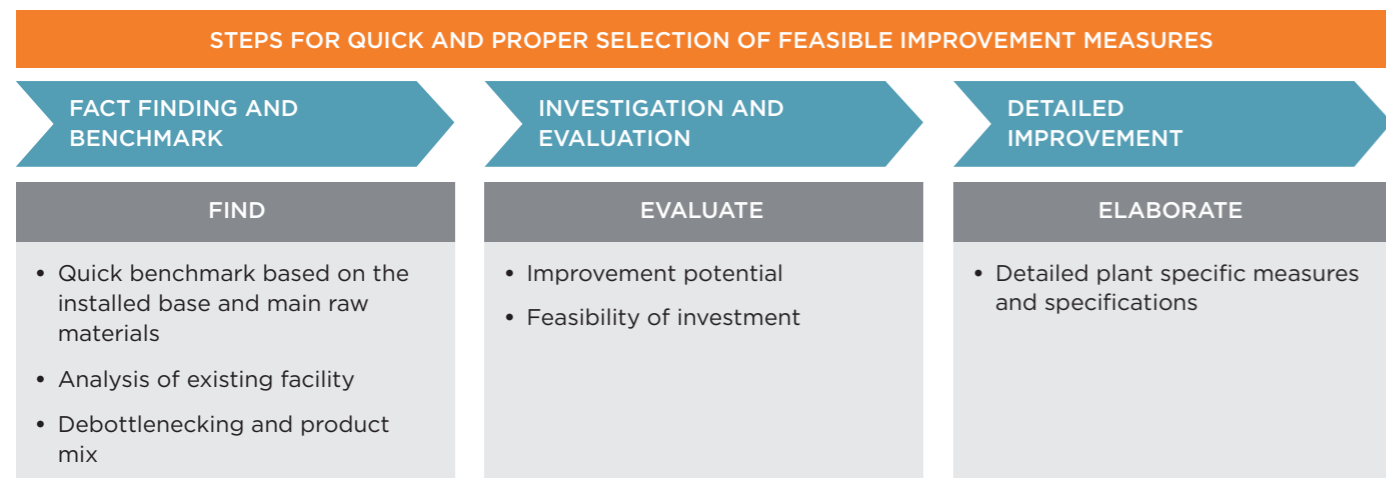 STEPS FOR QUICK AND PROPER SELECTION OF FEASIBLE IMPROVEMENT MEASURES
FACT FINDING AND
BENCHMARK
FIND
• Quick benchmark based on the
installed base and main raw
materials
• Analysis of existing facility
• Debottlenecking and product
mix
INVESTIGATION AND
EVALUATION
EVALUATE
• Improvement potential
• Feasibility of investment
DETAILED
IMPROVEMENT
ELABORATE
• Detailed plant specific measures
and specifications